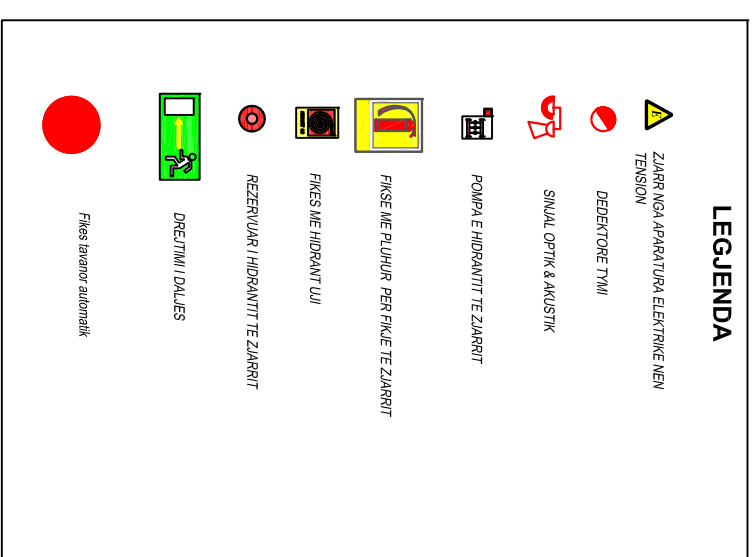 LEGJENDA
E
ZJARR NGA APARATURA ELEKTRIKE NEN
TENSION
DEDEKTORE TYMI
SINJAL OPTIK & AKUSTIK
POMPA E HIDRANTIT TE ZJARRIT
FIKSE ME PLUHUR PER FIKJE TE ZJARRIT
FIKES ME HIDRANT UJI
REZERVUAR I HIDRANTIT TE ZJARRIT
DREJTIMI I DALJES
Fikes tavanor automatik